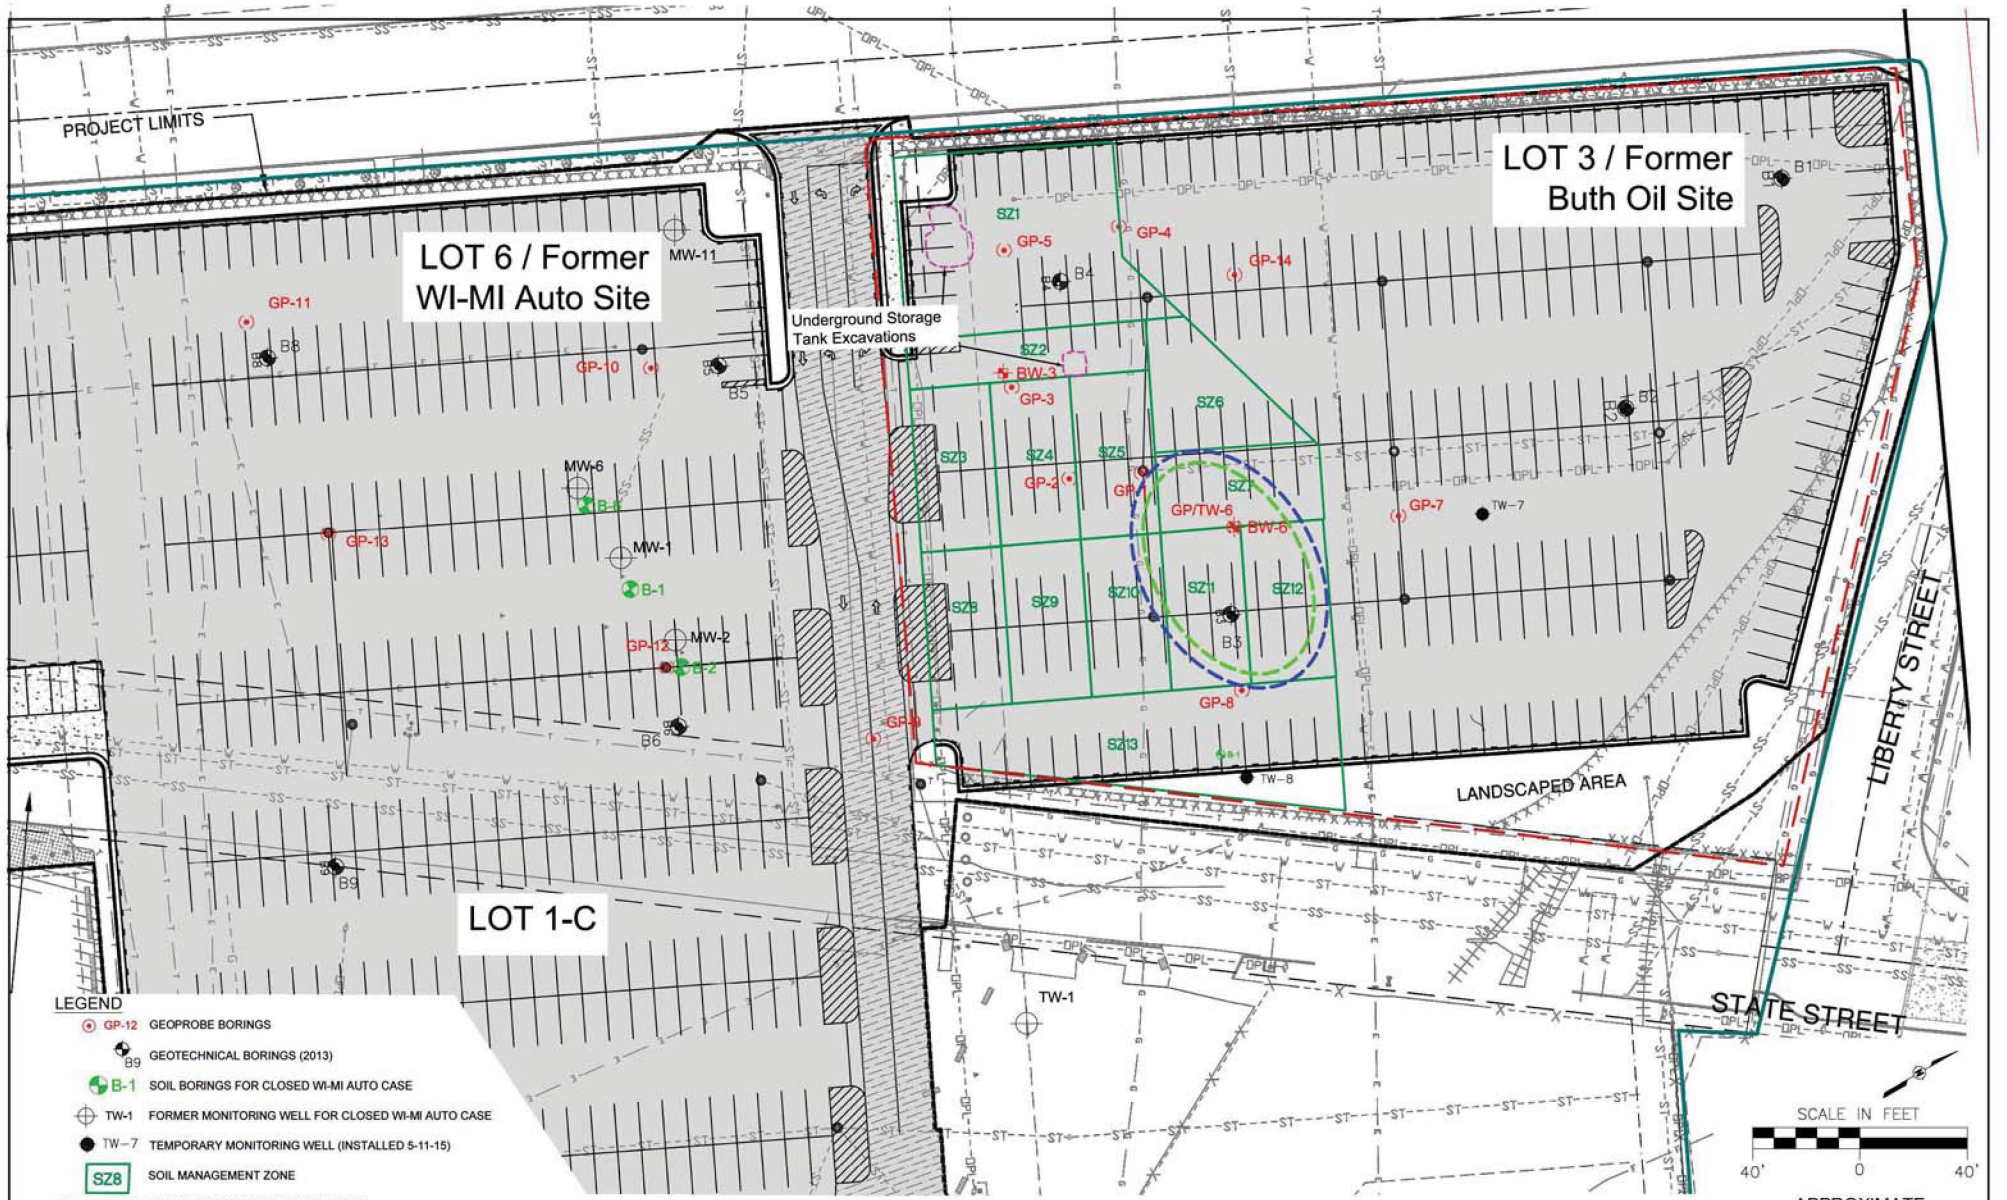 PROJECT LIMITS
LOT 3 / Former
Buth Oil Site
LOT 6 / Former
WI-MI Auto Site
MW-11
GP-11
B8
GP-10
B5
B5
Underground Storage
Tank Excavations
SZ1
GP-5
GP-4
B4
GP-14
B1
B1
SZ2
BW-3
GP-3
SZ6
B2
SZ3
SZ4
SZ5
GP-2
GP
SZ7
GP/TW-6
BW-6
GP-7
TW-7
MW-6
B-6
GP-13
MW-1
B-1
SZ8
SZ9
SZ10
SZ11
SZ12
B3
MW-2
GP-12
B-2
B6
GP-9
GP-8
SZ13
B-1
TW-8
LANDSCAPED AREA
LIBERTY STREET
B9
LOT 1-C
STATE STREET
TW-1
LEGEND
GP-12 GEOPROBE BORINGS
B9 GEOTECHNICAL BORINGS (2013)
B-1 SOIL BORINGS FOR CLOSED WI-MI AUTO CASE
TW-1 FORMER MONITORING WELL FOR CLOSED WI-MI AUTO CASE
TW-7 TEMPORARY MONITORING WELL (INSTALLED 5-11-15)
SZ8 SOIL MANAGEMENT ZONE
N
SCALE IN FEET
40' 0 40'
APPROXIMATE